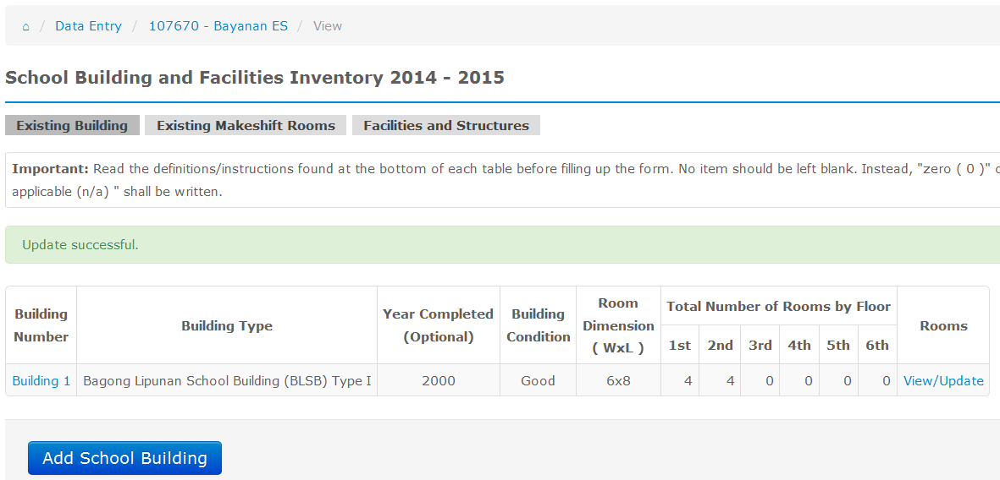 ⌂ / Data Entry / 107670 - Bayanan ES / View
School Building and Facilities Inventory 2014 - 2015
Existing Building Existing Makeshift Rooms Facilities and Structures
Important: Read the definitions/instructions found at the bottom of each table before filling up the form. No item should be left blank. Instead, "zero ( 0 )"
applicable (n/a) " shall be written.
Update successful.
Building Number Building Type Year Completed (Optional) Building Condition Room Dimension ( WxL ) Total Number of Rooms by Floor Rooms
1st 2nd 3rd 4th 5th 6th
Building 1 Bagong Lipunan School Building (BLSB) Type I 2000 Good 6x8 4 4 0 0 0 0 View/Update
Add School Building